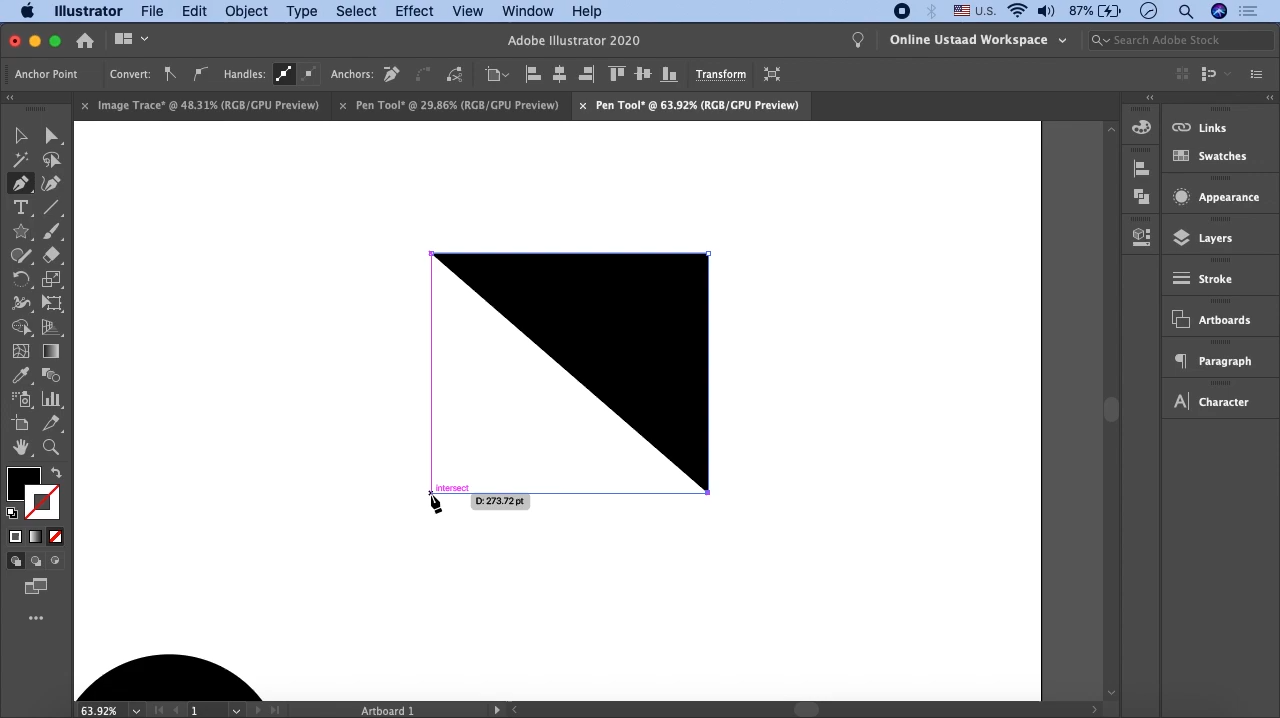 Illustrator File Edit Object Type Select Effect View Window Help U.S. 87%
Adobe Illustrator 2020 Online Ustaad Workspace Search Adobe Stock
Anchor Point Convert: Handles: Anchors: Transform
Image Trace* @ 48.31% (RGB/GPU Preview) Pen Tool* @ 29.86% (RGB/GPU Preview) Pen Tool* @ 63.92% (RGB/GPU Preview)
Links
Swatches
Appearance
Layers
Stroke
Artboards
Paragraph
Character
intersect
D: 273.72 pt
63.92% 1 Artboard 1